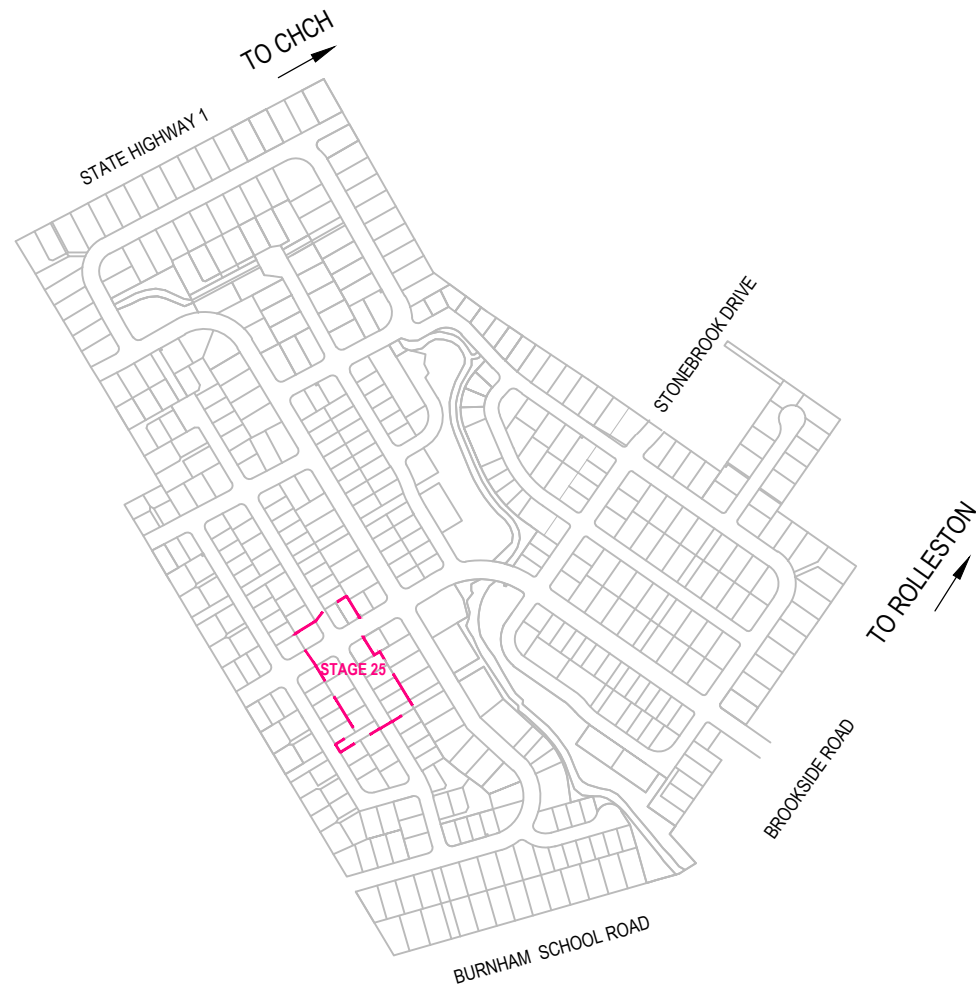 TO CHCH
STATE HIGHWAY 1
STONEBROOK DRIVE
TO ROLLESTON
STAGE 25
BROOKSIDE ROAD
BURNHAM SCHOOL ROAD